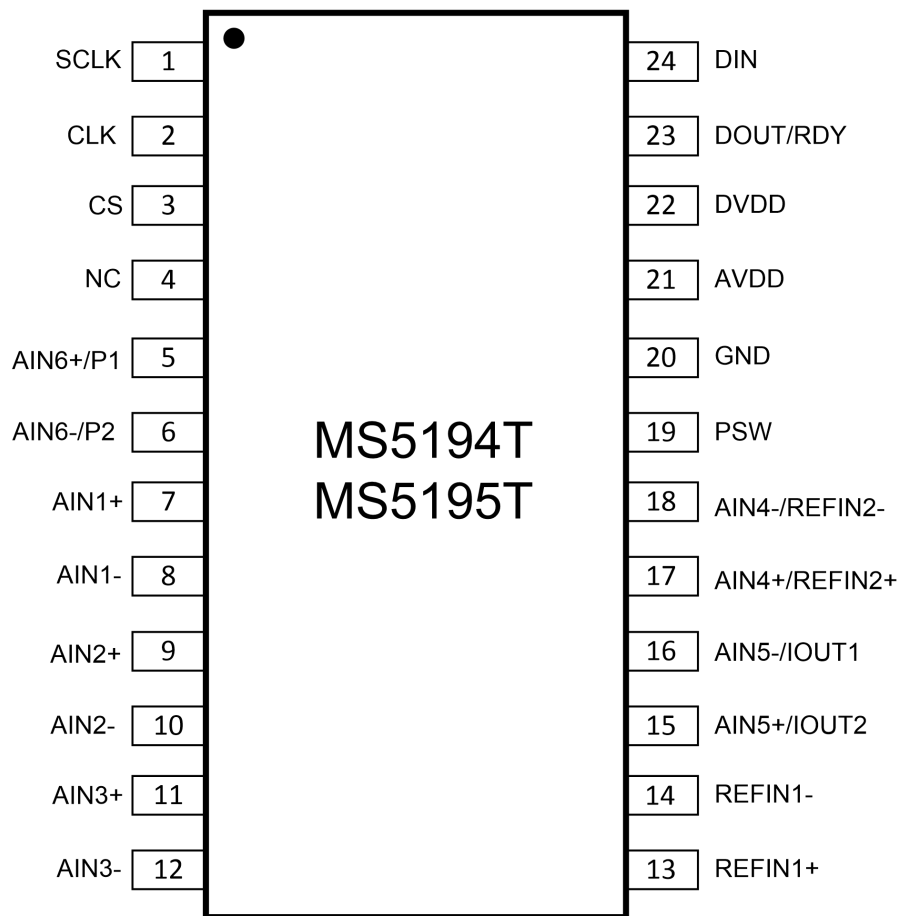 SCLK 1 24 DIN
CLK 2 23 DOUT/RDY
CS 3 22 DVDD
NC 4 21 AVDD
AIN6+/P1 5 20 GND
AIN6-/P2 6 19 PSW
MS5194T
MS5195T
AIN1+ 7 18 AIN4-/REFIN2-
AIN1- 8 17 AIN4+/REFIN2+
AIN2+ 9 16 AIN5-/IOUT1
AIN2- 10 15 AIN5+/IOUT2
AIN3+ 11 14 REFIN1-
AIN3- 12 13 REFIN1+